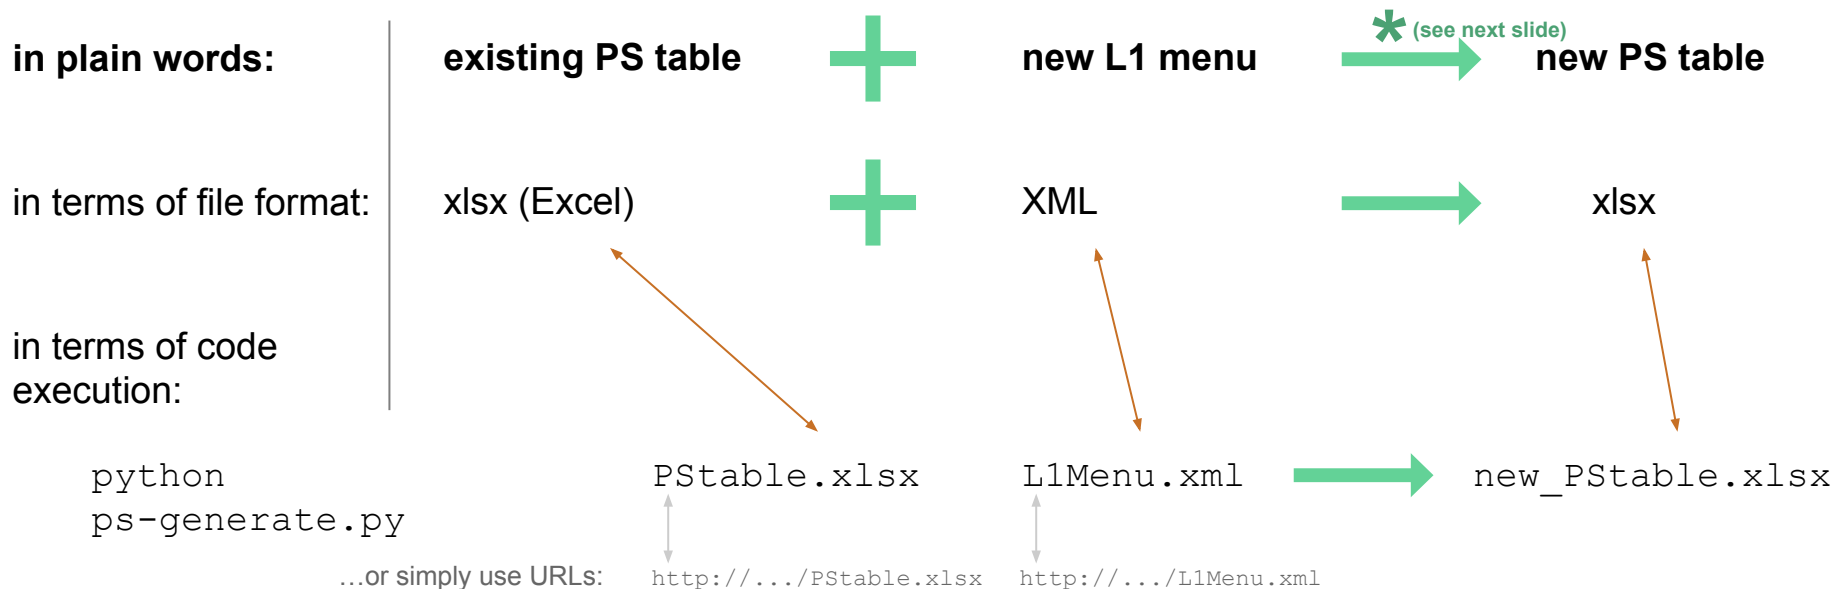 in plain words: existing PS table + new L1 menu * (see next slide) new PS table
in terms of file format: xlsx (Excel) + XML xlsx
in terms of code
execution:
python PStable.xlsx L1Menu.xml new_PStable.xlsx
ps-generate.py
…or simply use URLs: http://.../PStable.xlsx http://.../L1Menu.xml